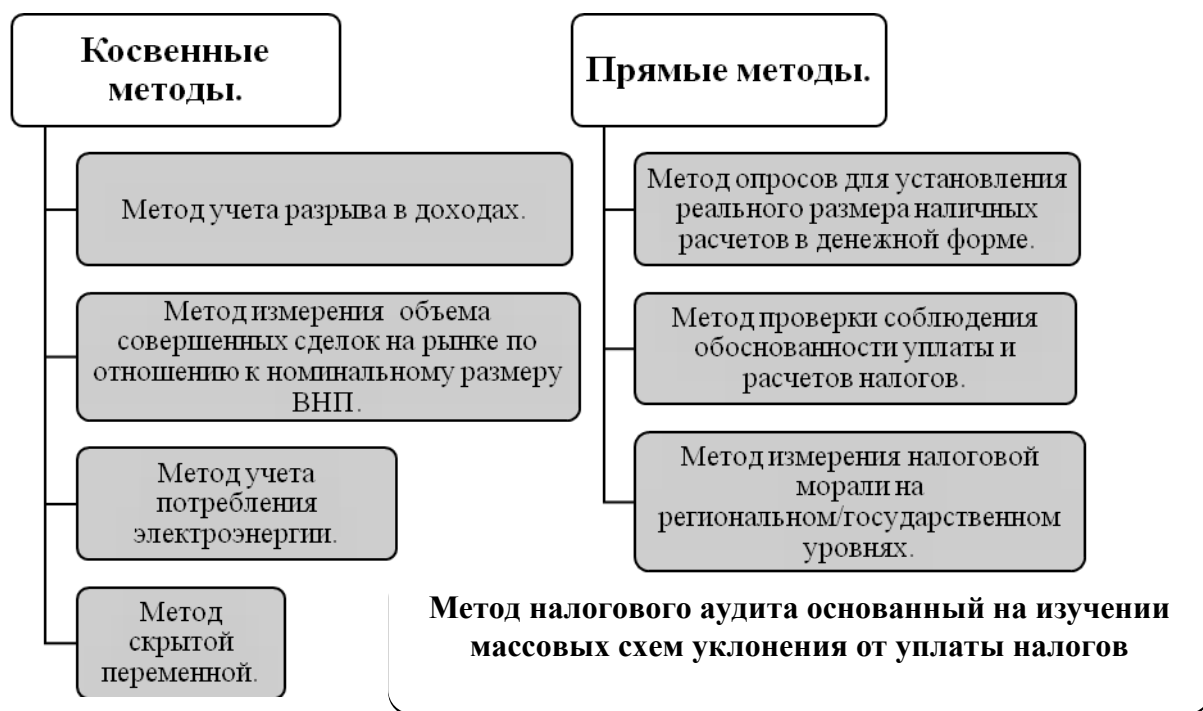 Косвенные
методы.
Метод учета разрыва в доходах.
Метод измерения объема
совершенных сделок на рынке по
отношению к номинальному размеру
ВНП.
Метод учета
потребления
электроэнергии.
Метод
скрытой
переменной.
Прямые методы.
Метод опросов для установления
реального размера наличных
расчетов в денежной форме.
Метод проверки соблюдения
обоснованности уплаты и
расчетов налогов.
Метод измерения налоговой
морали на
региональном/государственном
уровнях.
Метод налогового аудита основанный на изучении
массовых схем уклонения от уплаты налогов